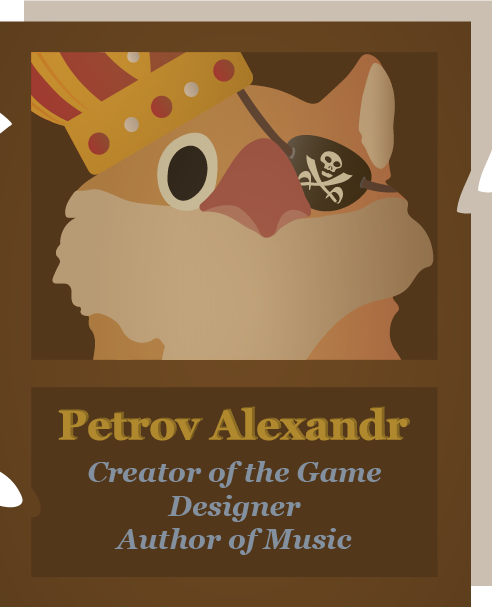 Petrov Alexandr
Creator of the Game
Designer
Author of Music